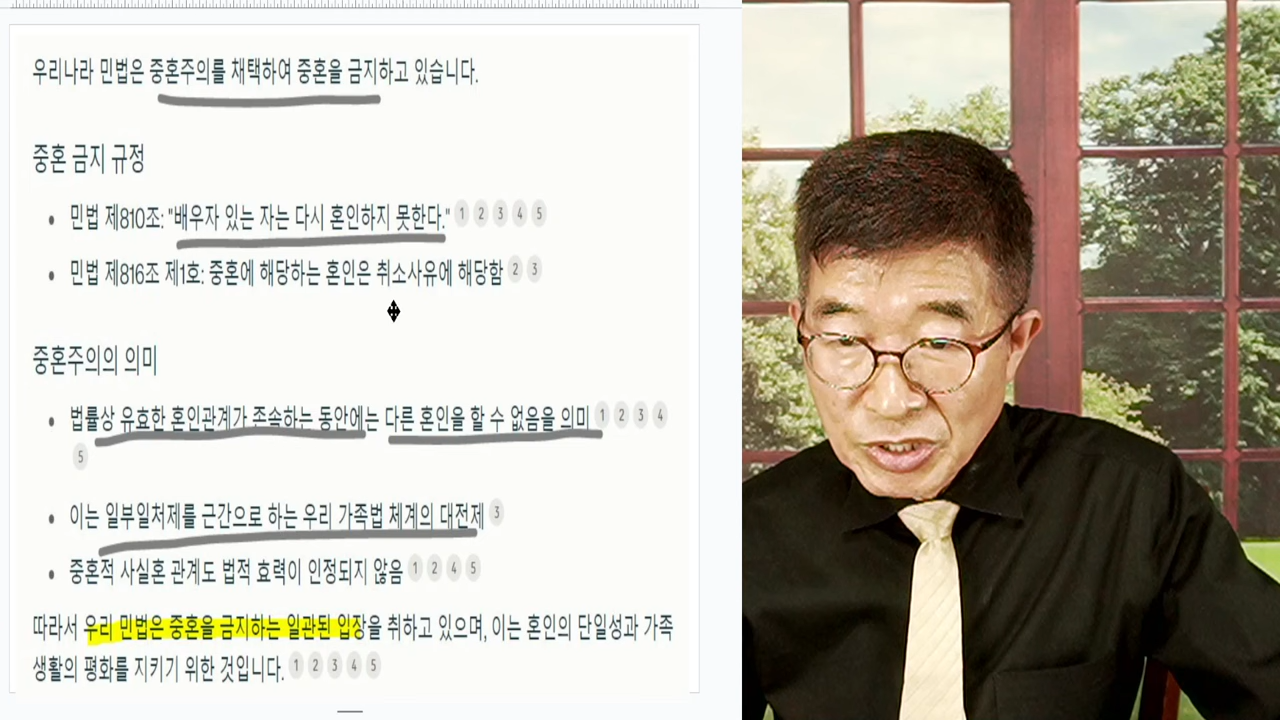 우리나라 민법은 중혼주의를 채택하여 중혼을 금지하고 있습니다.
중혼 금지 규정
• 민법 제810조: "배우자 있는 자는 다시 혼인하지 못한다." 1 2 3 4 5
• 민법 제816조 제1호: 중혼에 해당하는 혼인은 취소사유에 해당함 2 3
중혼주의의 의미
• 법률상 유효한 혼인관계가 존속하는 동안에는 다른 혼인을 할 수 없음을 의미 1 2 3 4
5
• 이는 일부일처제를 근간으로 하는 우리 가족법 체계의 대전제 3
• 중혼적 사실혼 관계도 법적 효력이 인정되지 않음 1 2 4 5
따라서 우리 민법은 중혼을 금지하는 일관된 입장을 취하고 있으며, 이는 혼인의 단일성과 가족
생활의 평화를 지키기 위한 것입니다. 1 2 3 4 5